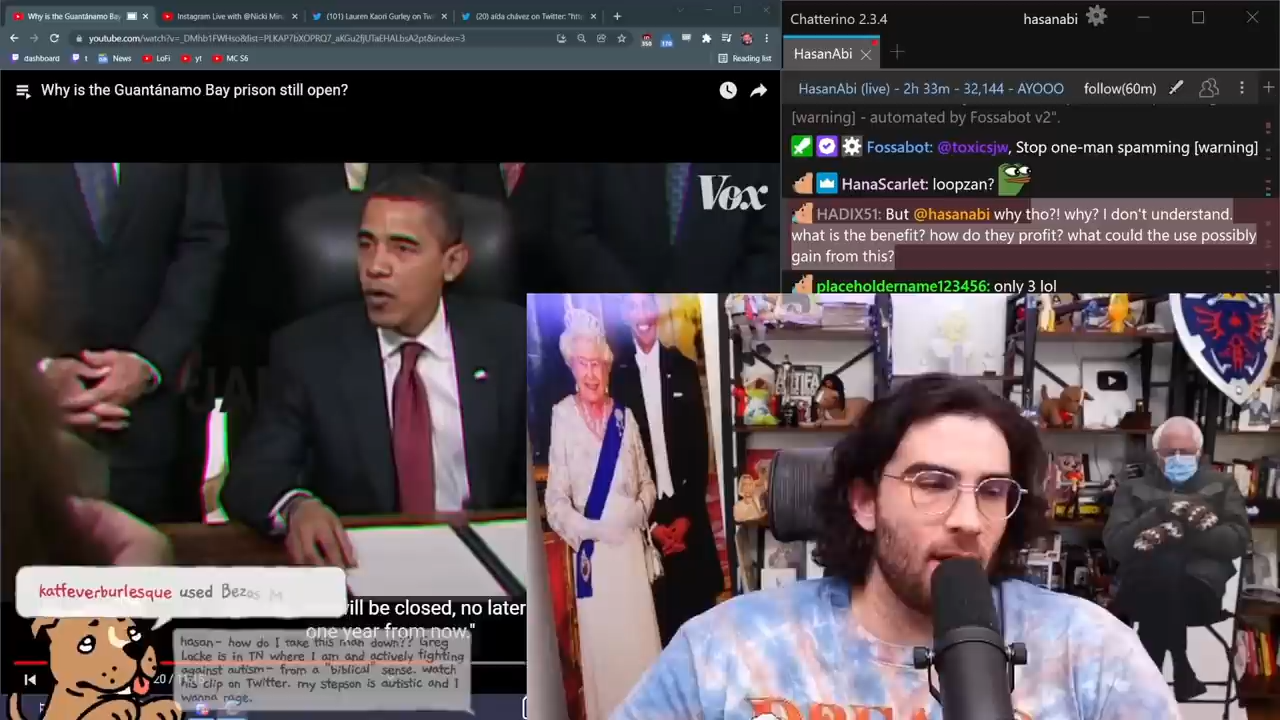 Why is the Guantánamo Bay
Instagram Live with @Nicki Min
(101) Lauren Kaori Gurley on Tw
(20) aída chávez on Twitter: "htt
youtube.com/watch?v=_DMhb1FWHso&list=PLKAP7bXOPRQ7_aKGu2fjUTaEHALbsA2pt&index=3
350
170
dashboard
t
News
LoFi
yt
MC S6
Reading list
Why is the Guantánamo Bay prison still open?
Vox
will be closed, no later
one year from now."
katfeverburlesque used Bezos M
hasan- how do I take this man down?? Greg
Locke is in TN where I am and actively fighting
against autism- from a "biblical" sense. watch
his clip on Twitter. my stepson is autistic and I
wanna rage.
20 /
Chatterino 2.3.4
hasanabi
HasanAbi
HasanAbi (live) - 2h 33m - 32,144 - AYOOO
follow(60m)
[warning] - automated by Fossabot v2".
Fossabot: @toxicsjw, Stop one-man spamming [warning]
HanaScarlet: loopzan?
HADIX51: But @hasanabi why tho?! why? I don't understand.
what is the benefit? how do they profit? what could the use possibly
gain from this?
placeholdername123456: only 3 lol